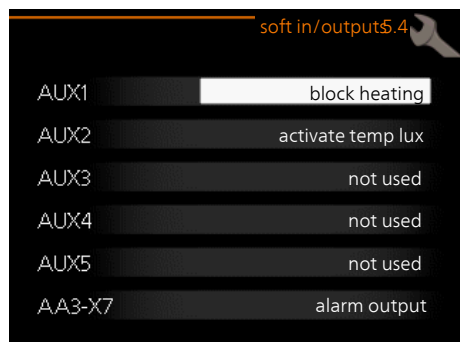 soft in/outputs5.4
AUX1 block heating
AUX2 activate temp lux
AUX3 not used
AUX4 not used
AUX5 not used
AA3-X7 alarm output